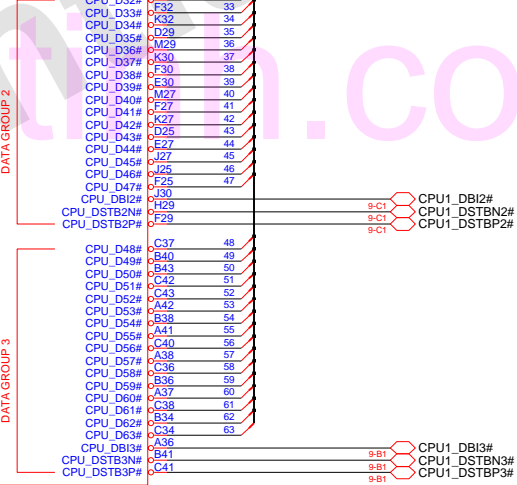 CPU_D32#
CPU_D33# F32 33
CPU_D34# K32 34
CPU_D35# D29 35
CPU_D36# M29 36
CPU_D37# K30 37
CPU_D38# F30 38
CPU_D39# E30 39
CPU_D40# M27 40
CPU_D41# F27 41
CPU_D42# K27 42
CPU_D43# D25 43
CPU_D44# E27 44
CPU_D45# J27 45
CPU_D46# J25 46
CPU_D47# F25 47
CPU_DBI2# J30 9-C1 CPU1_DBI2#
CPU_DSTB2N# H29 9-C1 CPU1_DSTBN2#
CPU_DSTB2P# F29 9-C1 CPU1_DSTBP2#
DATA GROUP 2
CPU_D48# C37 48
CPU_D49# B40 49
CPU_D50# B43 50
CPU_D51# C42 51
CPU_D52# C43 52
CPU_D53# A42 53
CPU_D54# B38 54
CPU_D55# A41 55
CPU_D56# C40 56
CPU_D57# A38 57
CPU_D58# C36 58
CPU_D59# B36 59
CPU_D60# A37 60
CPU_D61# C38 61
CPU_D62# B34 62
CPU_D63# C34 63
CPU_DBI3# A36 9-B1 CPU1_DBI3#
CPU_DSTB3N# B41 9-B1 CPU1_DSTBN3#
CPU_DSTB3P# C41 9-B1 CPU1_DSTBP3#
DATA GROUP 3